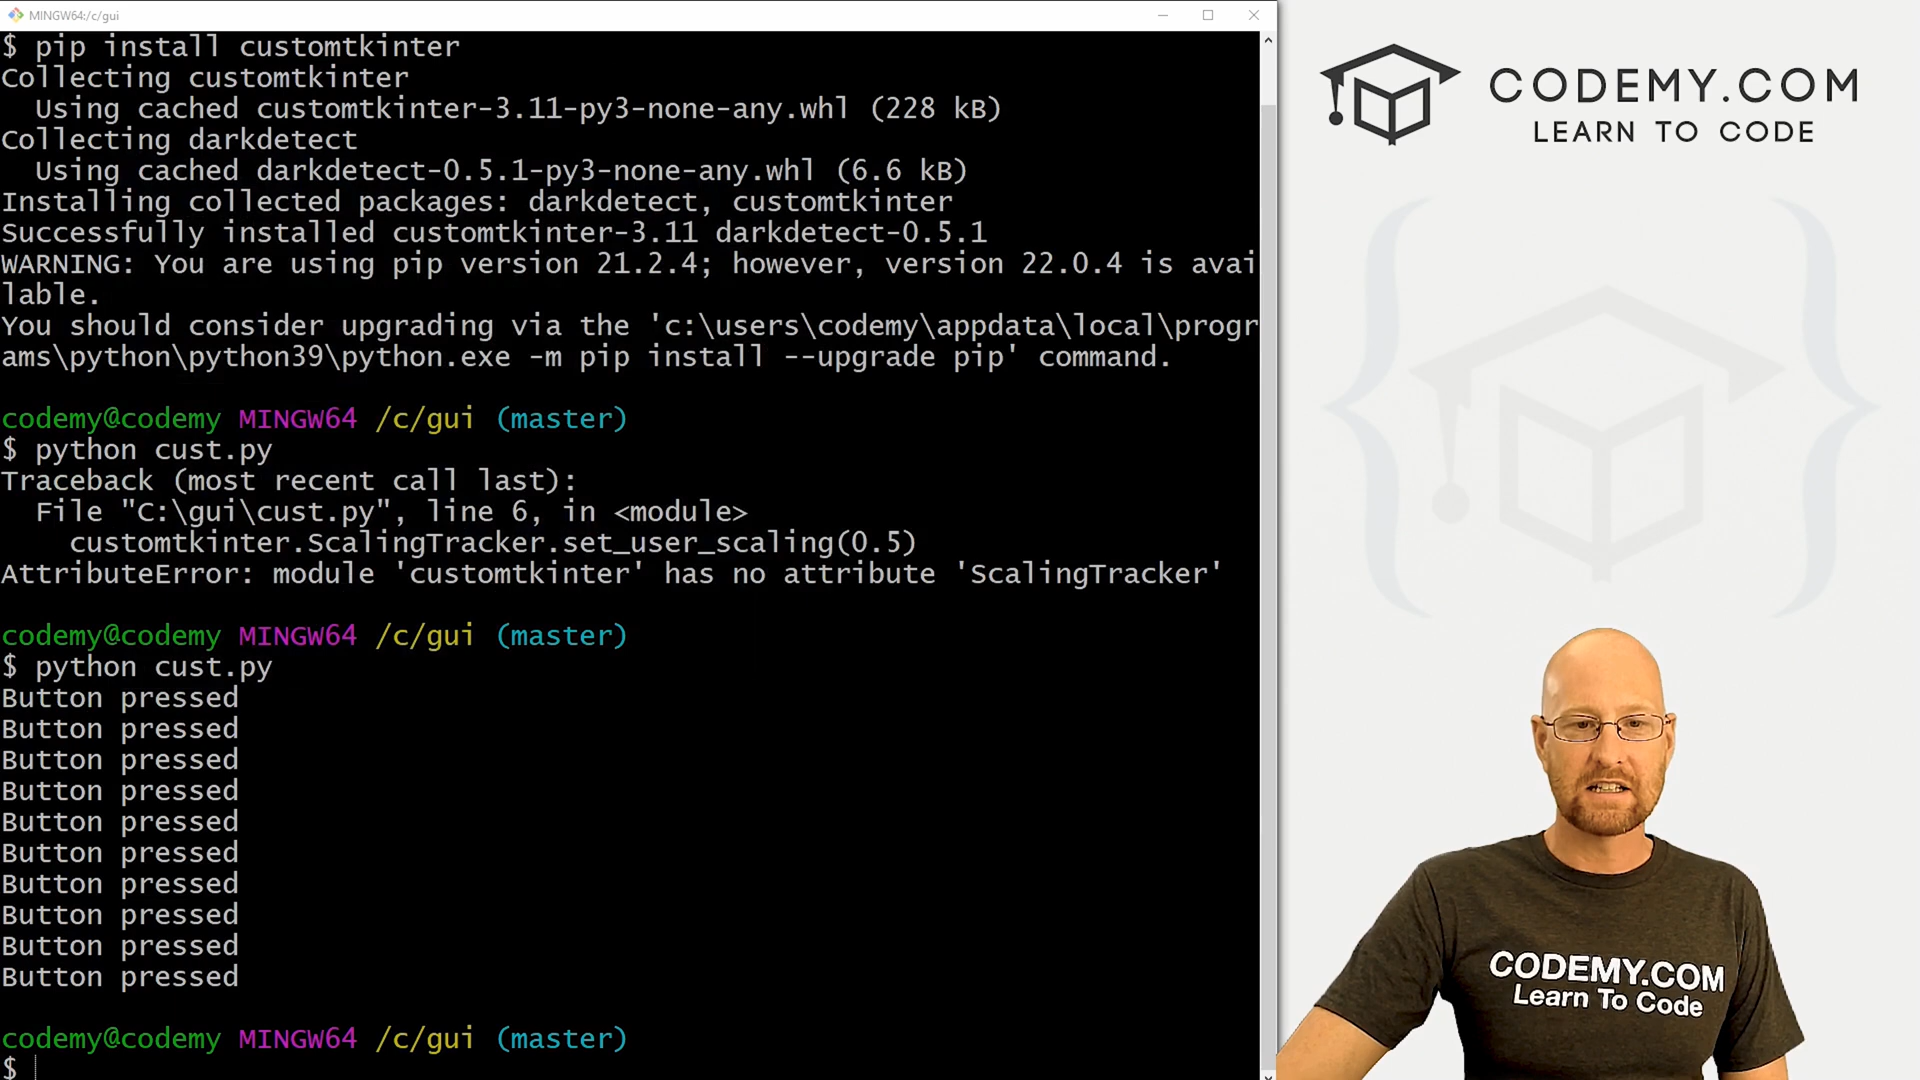 MINGW64:/c/gui
$ pip install customtkinter
Collecting customtkinter
Using cached customtkinter-3.11-py3-none-any.whl (228 kB)
Collecting darkdetect
Using cached darkdetect-0.5.1-py3-none-any.whl (6.6 kB)
Installing collected packages: darkdetect, customtkinter
Successfully installed customtkinter-3.11 darkdetect-0.5.1
WARNING: You are using pip version 21.2.4; however, version 22.0.4 is avai
lable.
You should consider upgrading via the 'c:\users\codemy\appdata\local\progr
ams\python\python39\python.exe -m pip install --upgrade pip' command.
codemy@codemy MINGW64 /c/gui (master)
$ python cust.py
Traceback (most recent call last):
File "C:\gui\cust.py", line 6, in <module>
customtkinter.ScalingTracker.set_user_scaling(0.5)
AttributeError: module 'customtkinter' has no attribute 'ScalingTracker'
codemy@codemy MINGW64 /c/gui (master)
$ python cust.py
Button pressed
Button pressed
Button pressed
Button pressed
Button pressed
Button pressed
Button pressed
Button pressed
Button pressed
Button pressed
codemy@codemy MINGW64 /c/gui (master)
$
CODEMY.COM
LEARN TO CODE
CODEMY.COM
Learn To Code